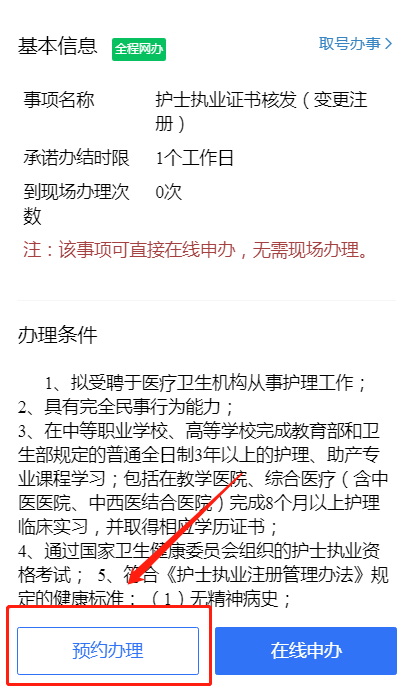 基本信息 全程网办 取号办事 >
事项名称 护士执业证书核发（变更注
册）
承诺办结时限 1个工作日
到现场办理次 0次
数
注：该事项可直接在线申办，无需现场办理。
办理条件
1、拟受聘于医疗卫生机构从事护理工作；
2、具有完全民事行为能力；
3、在中等职业学校、高等学校完成教育部和卫
生部规定的普通全日制3年以上的护理、助产专
业课程学习；包括在教学医院、综合医疗（含中
医医院、中西医结合医院）完成8个月以上护理
临床实习，并取得相应学历证书；
4、通过国家卫生健康委员会组织的护士执业资
格考试； 5、符合《护士执业注册管理办法》规
定的健康标准：（1）无精神病史；
预约办理 在线申办